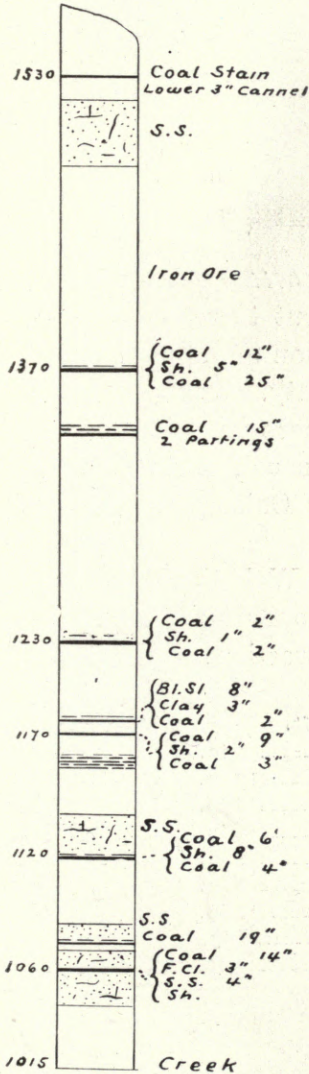 1530 Coal Stain
Lower 3" Cannel
S.S.
Iron Ore
Coal 12"
1370 Sh. 5"
Coal 25"
Coal 15"
2 Partings
Coal 2"
1230 Sh. 1"
Coal 2"
Bl.Sl. 8"
Clay 3"
Coal 2"
1170 Coal 9"
Sh. 2"
Coal 3"
S.S.
Coal 6'
1120 Sh. 8"
Coal 4"
S.S
Coal 19"
Coal 14"
1060 F.Cl. 3"
S.S. 4"
Sh.
1015 Creek